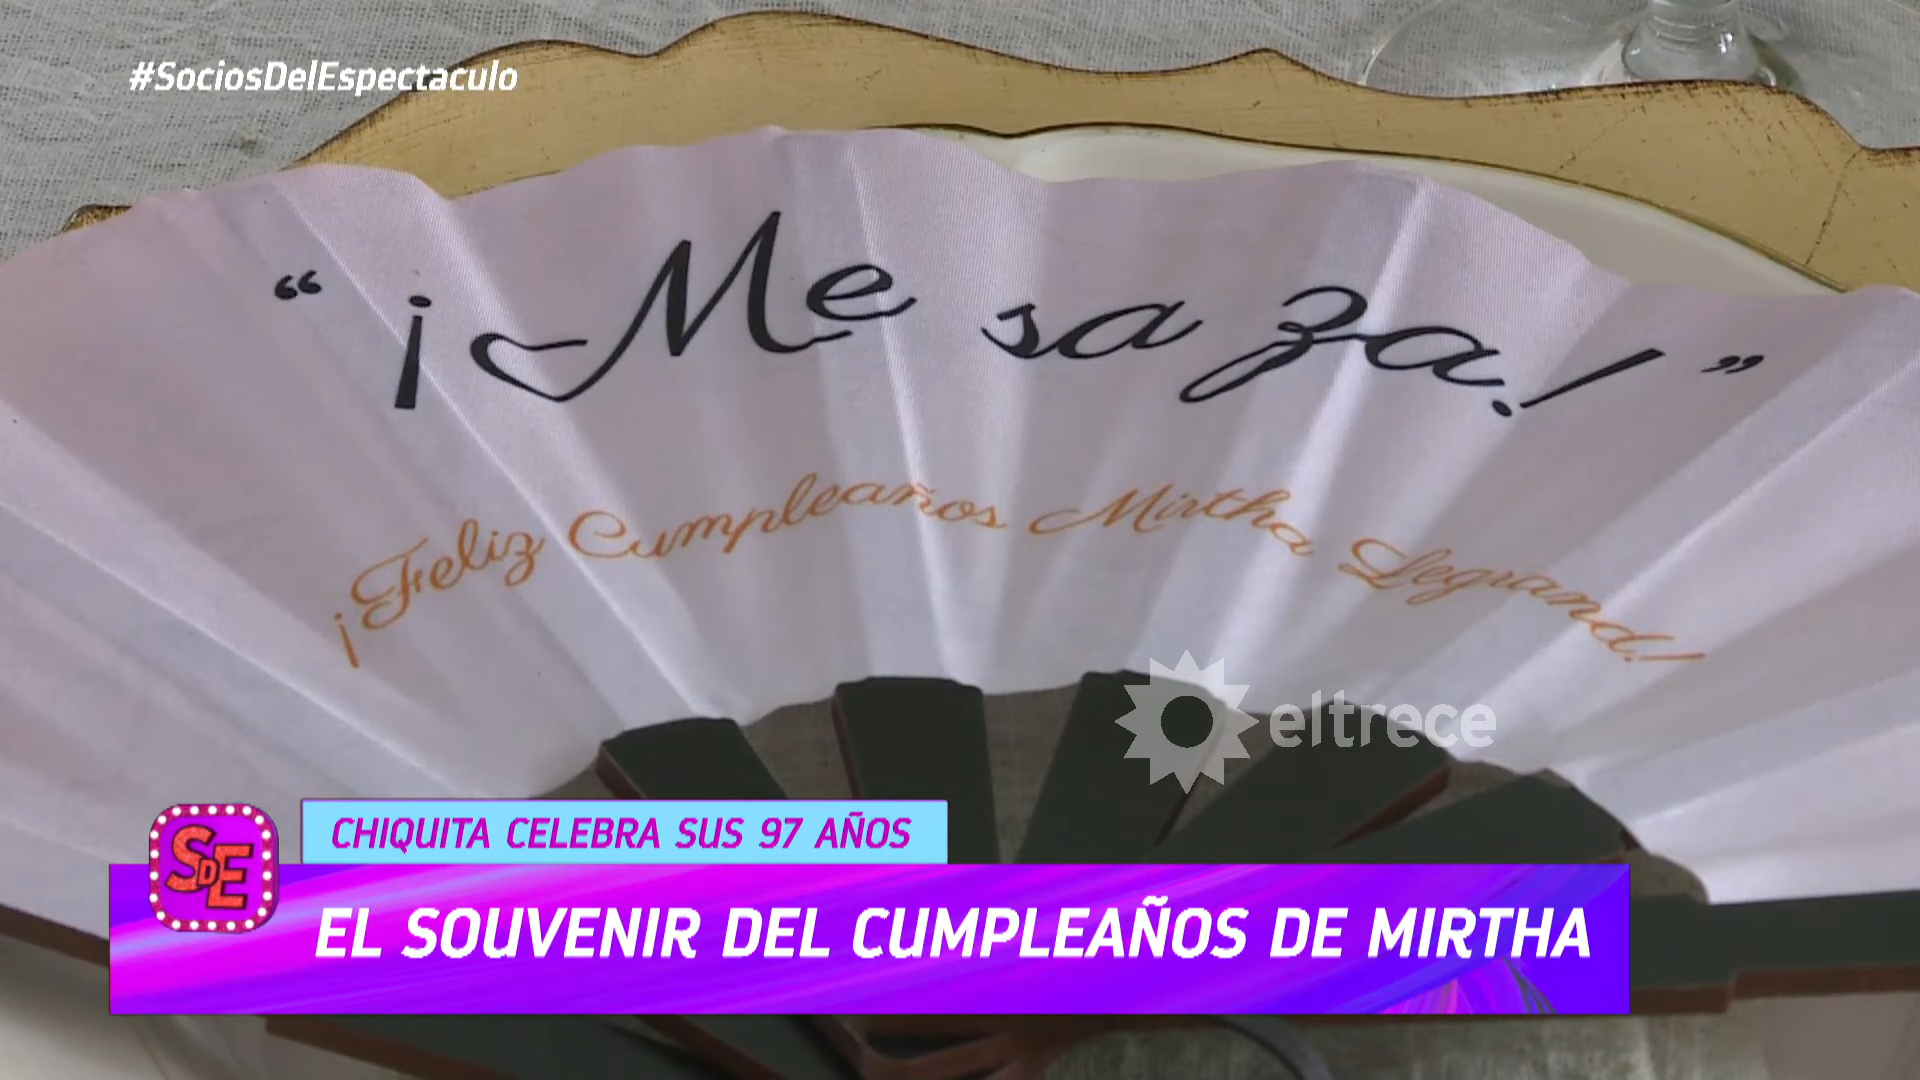 #SociosDelEspectaculo
“¡Me sa za!”
¡Feliz Cumpleaños Mirtha Legrand!
eltrece
SDE
CHIQUITA CELEBRA SUS 97 AÑOS
EL SOUVENIR DEL CUMPLEAÑOS DE MIRTHA